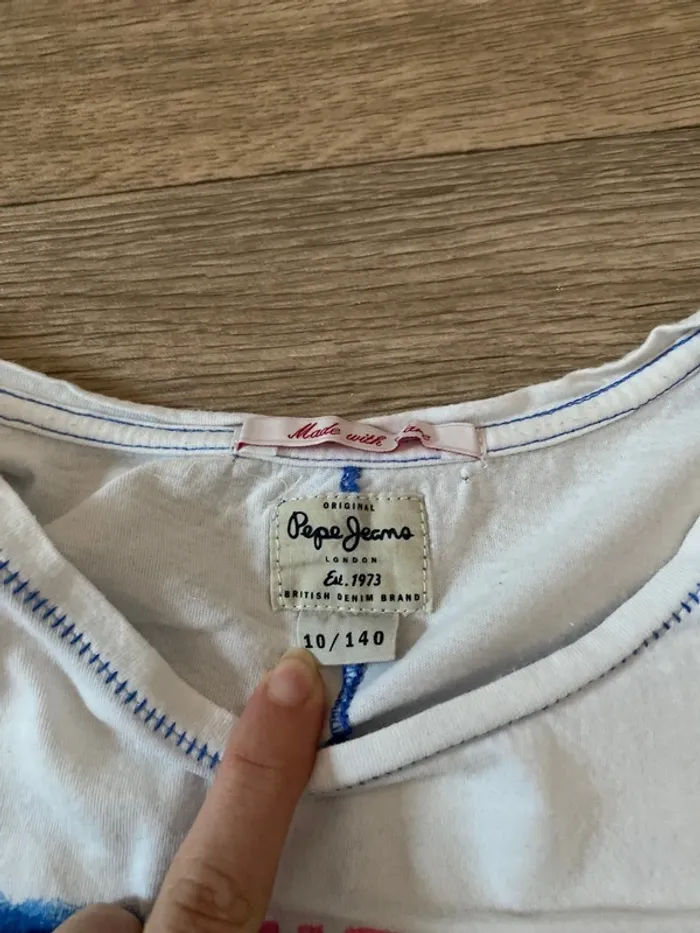 Made with
ORIGINAL
Pepe Jeans
LONDON
Est. 1973
BRITISH DENIM BRAND
10/140